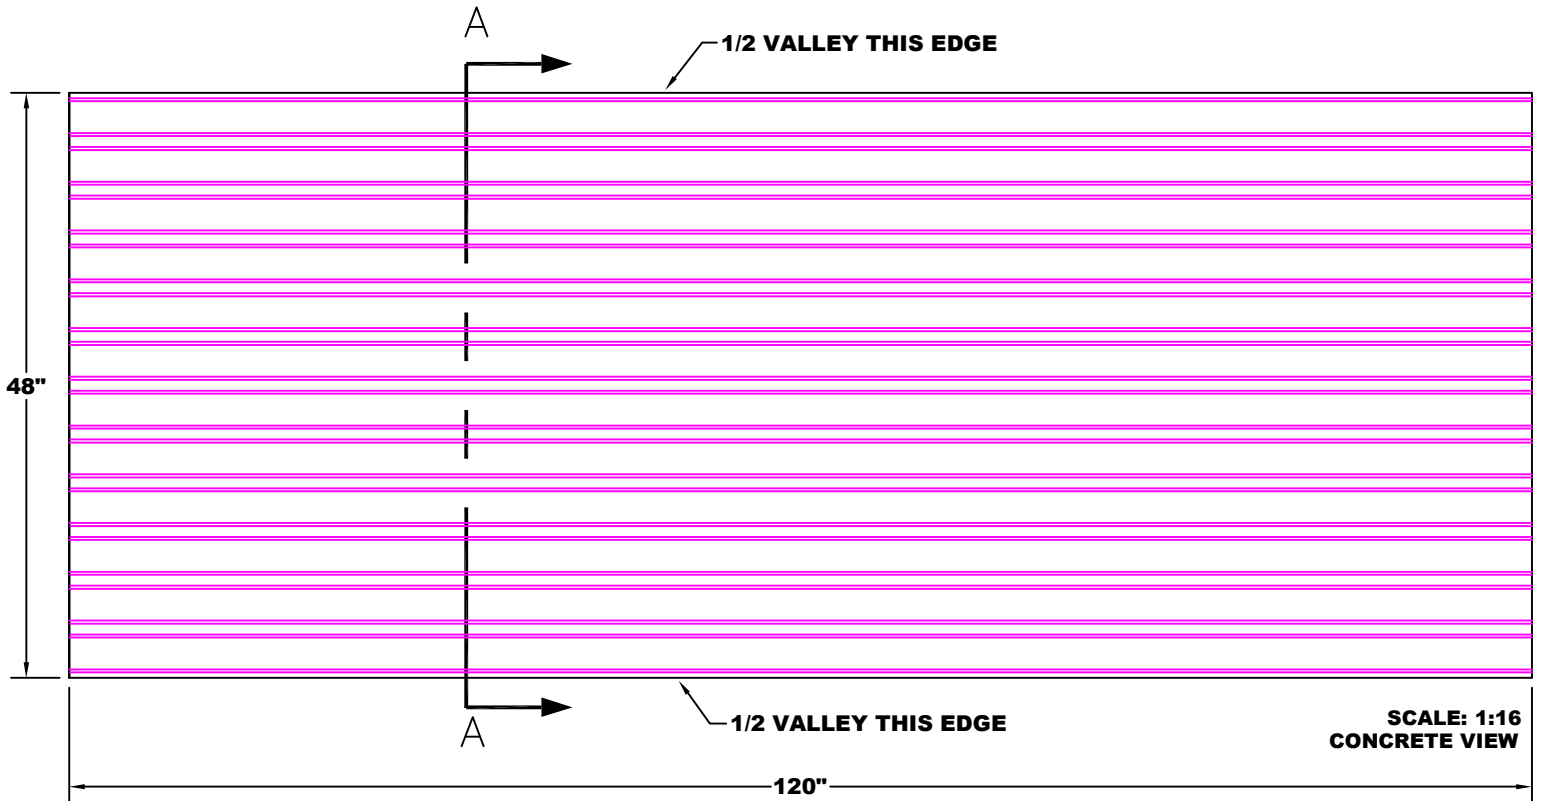 A
1/2 VALLEY THIS EDGE
48"
1/2 VALLEY THIS EDGE
A
SCALE: 1:16
CONCRETE VIEW
120"